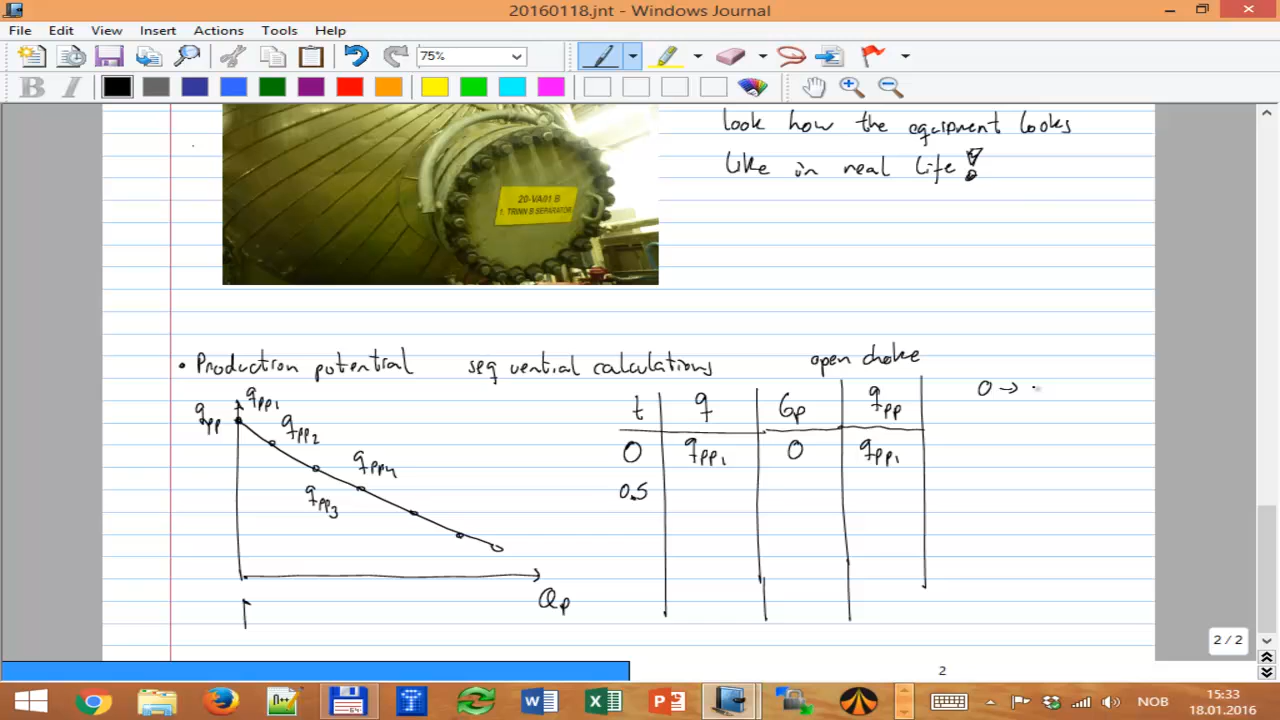 20160118.jnt - Windows Journal
File Edit View Insert Actions Tools Help
75%
B I
look how the equipment looks
like in real life!
20-VA01 B
1. TRINN B SEPARATOR
• Production potential sequential calculations open choke
qpp qpp1 qpp2 qpp3 qpp4
Qp
t q Gp qpp 0 →
0 qpp1 0 qpp1
0.5
2 / 2
2
NOB
15:33
18.01.2016